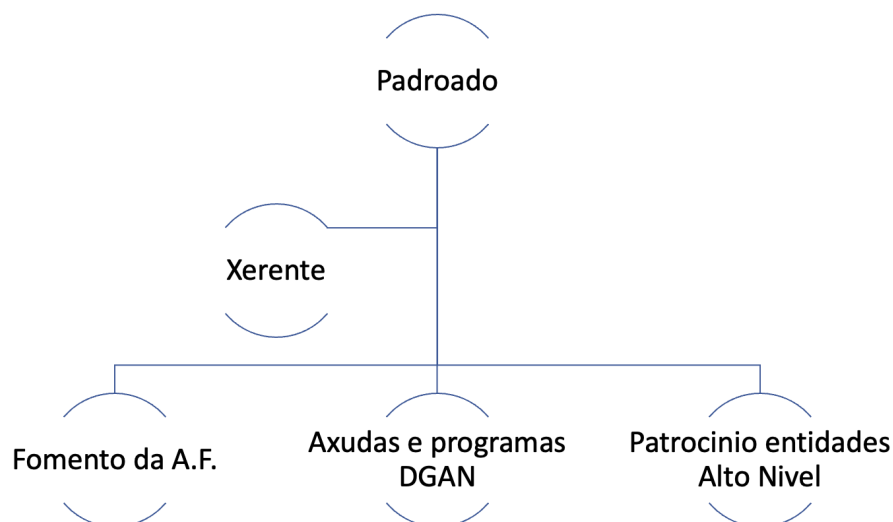 Padroado
Xerente
Fomento da A.F.
Axudas e programas
DGAN
Patrocinio entidades
Alto Nivel